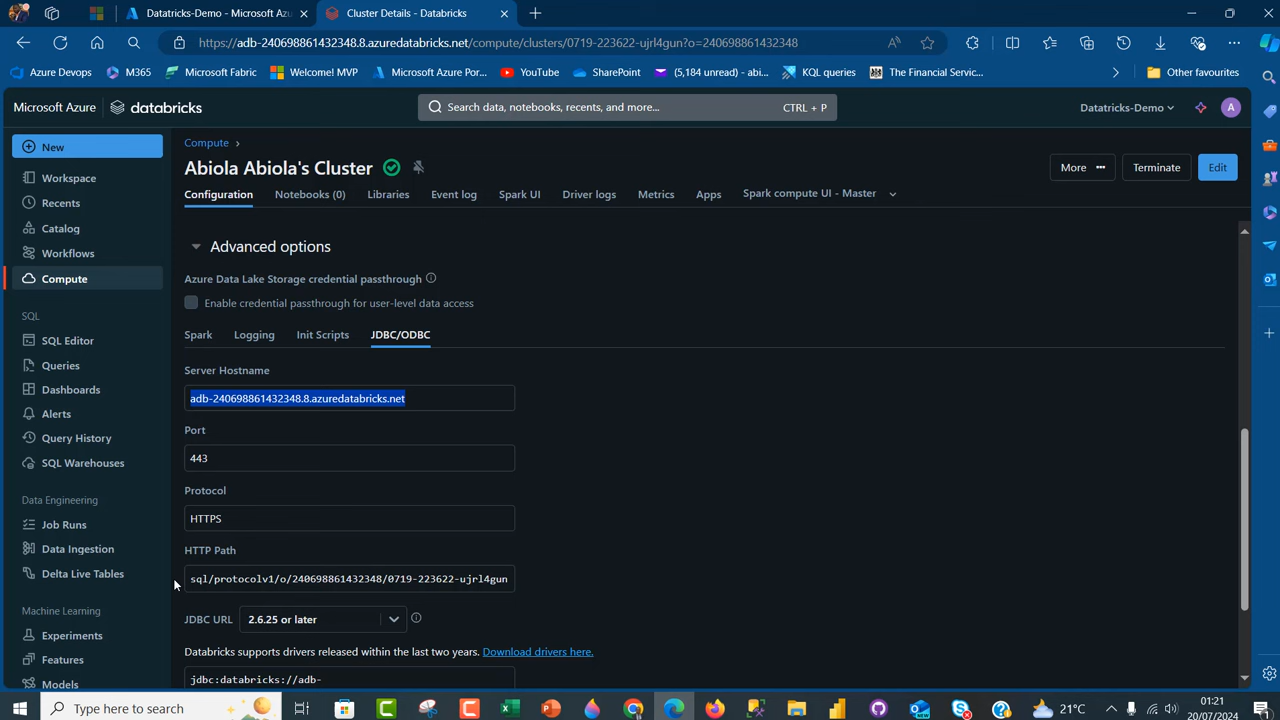 Datatricks-Demo - Microsoft Azu
Cluster Details - Databricks
https://adb-240698861432348.8.azuredatabricks.net/compute/clusters/0719-223622-ujrl4gun?o=240698861432348
Azure Devops
M365
Microsoft Fabric
Welcome! MVP
Microsoft Azure Por...
YouTube
SharePoint
(5,184 unread) - abi...
KQL queries
The Financial Servic...
Other favourites
Microsoft Azure
databricks
Search data, notebooks, recents, and more...
CTRL + P
Datatricks-Demo
A
New
Workspace
Recents
Catalog
Workflows
Compute
SQL
SQL Editor
Queries
Dashboards
Alerts
Query History
SQL Warehouses
Data Engineering
Job Runs
Data Ingestion
Delta Live Tables
Machine Learning
Experiments
Features
Models
Compute
Abiola Abiola's Cluster
More
Terminate
Edit
Configuration
Notebooks (0)
Libraries
Event log
Spark UI
Driver logs
Metrics
Apps
Spark compute UI - Master
Advanced options
Azure Data Lake Storage credential passthrough
Enable credential passthrough for user-level data access
Spark
Logging
Init Scripts
JDBC/ODBC
Server Hostname
adb-240698861432348.8.azuredatabricks.net
Port
443
Protocol
HTTPS
HTTP Path
sql/protocolv1/o/240698861432348/0719-223622-ujrl4gun
JDBC URL
2.6.25 or later
Databricks supports drivers released within the last two years. Download drivers here.
jdbc:databricks://adb-
Type here to search
21°C
01:21
20/07/2024